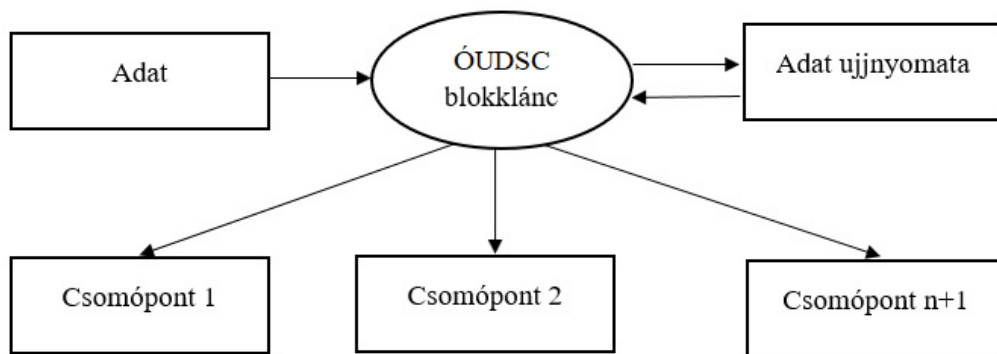 Adat
ÓUDSC
blokklánc
Adat ujjnyomata
Csomópont 1
Csomópont 2
Csomópont n+1